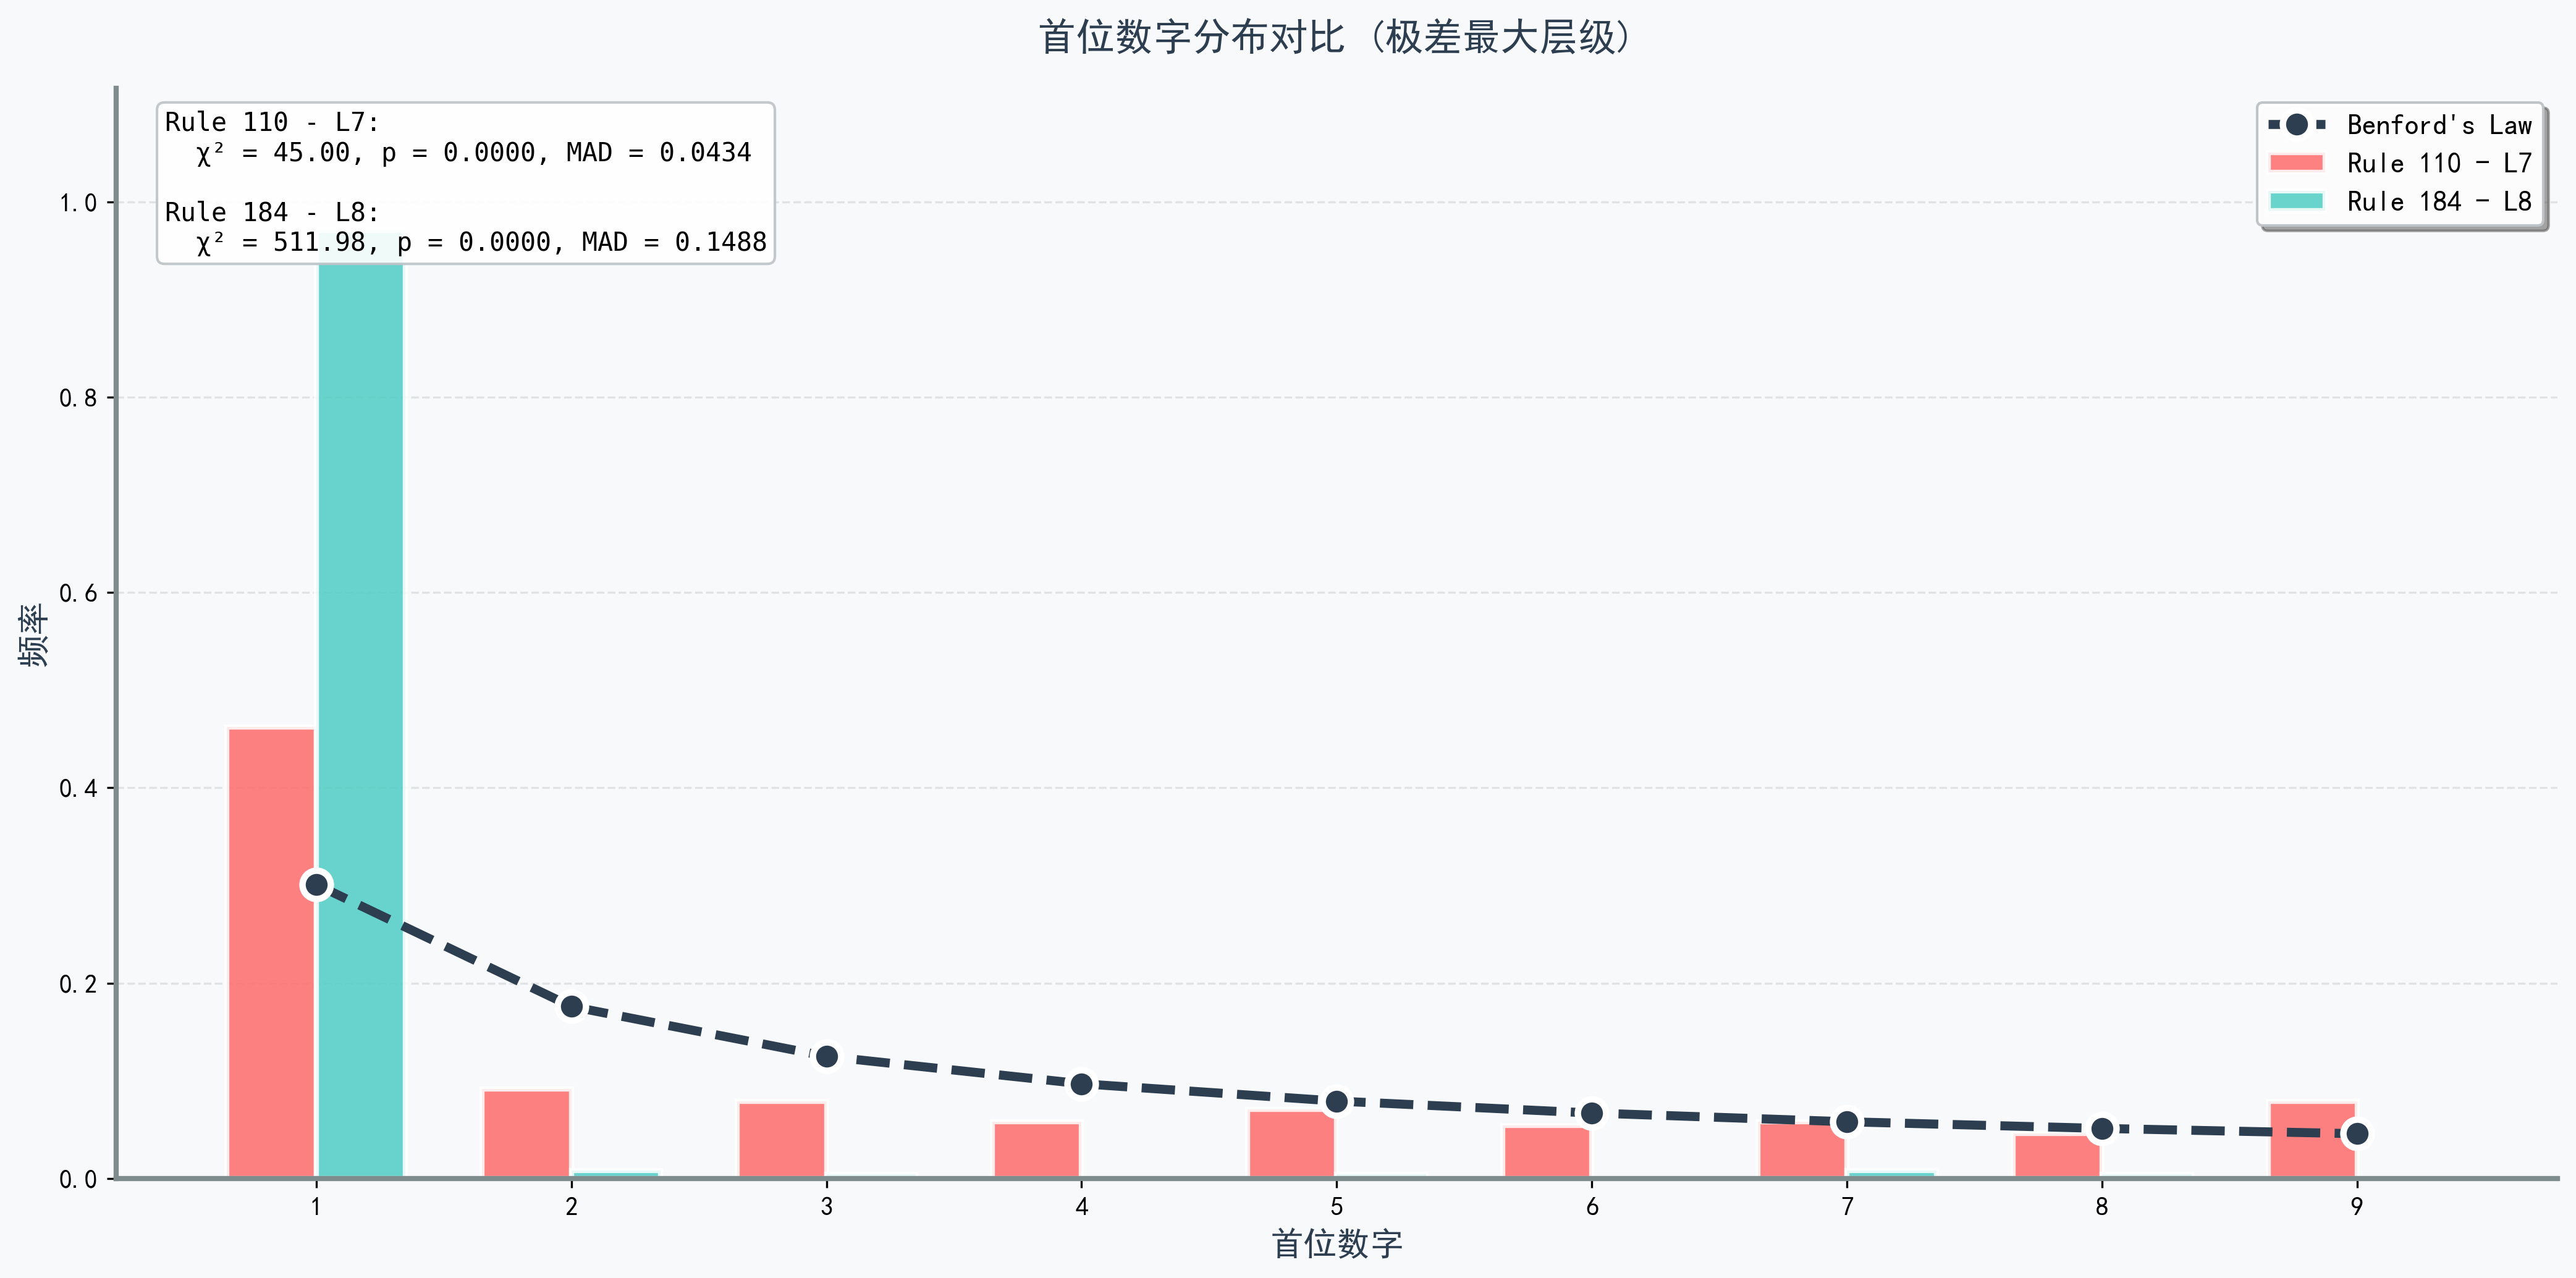 首位数字分布对比 (极差最大层级)
Rule 110 - L7:
χ² = 45.00, p = 0.0000, MAD = 0.0434
Rule 184 - L8:
χ² = 511.98, p = 0.0000, MAD = 0.1488
Benford's Law
Rule 110 - L7
Rule 184 - L8
1.0
0.8
0.6
0.4
0.2
0.0
频率
1 2 3 4 5 6 7 8 9
首位数字